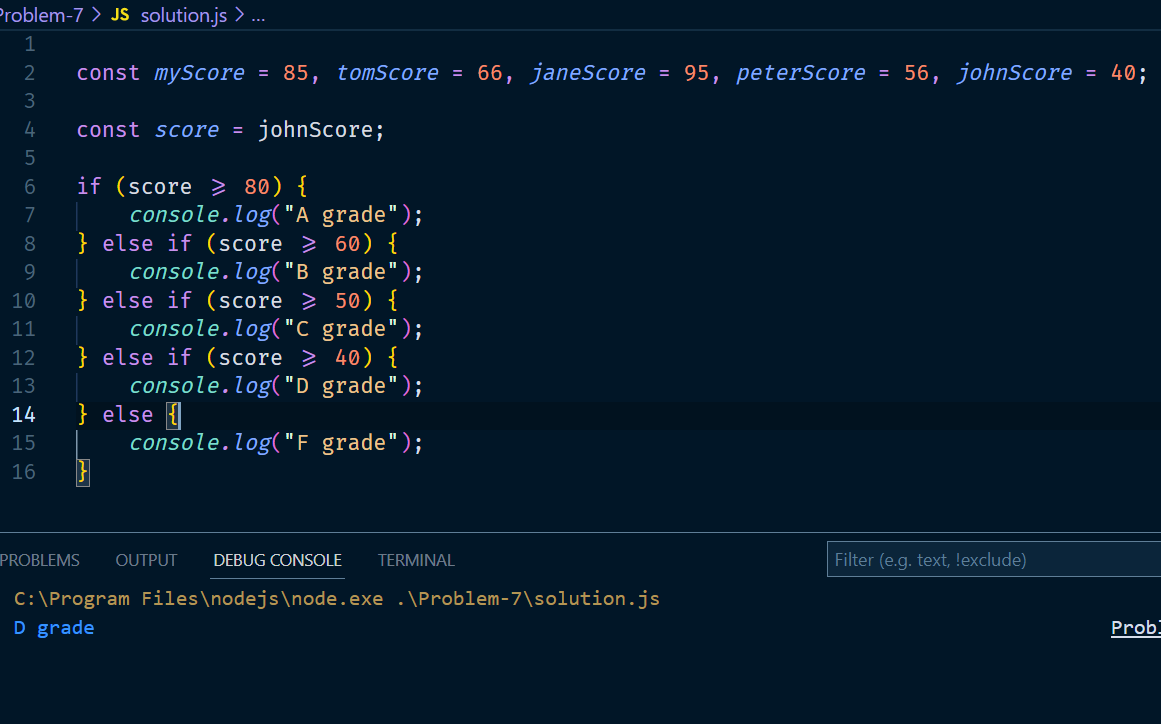 Problem-7 > JS solution.js > ...
1
2 const myScore = 85, tomScore = 66, janeScore = 95, peterScore = 56, johnScore = 40;
3
4 const score = johnScore;
5
6 if (score >= 80) {
7 console.log("A grade");
8 } else if (score >= 60) {
9 console.log("B grade");
10 } else if (score >= 50) {
11 console.log("C grade");
12 } else if (score >= 40) {
13 console.log("D grade");
14 } else {
15 console.log("F grade");
16 }
PROBLEMS OUTPUT DEBUG CONSOLE TERMINAL Filter (e.g. text, !exclude)
C:\Program Files\nodejs\node.exe .\Problem-7\solution.js
D grade Probl